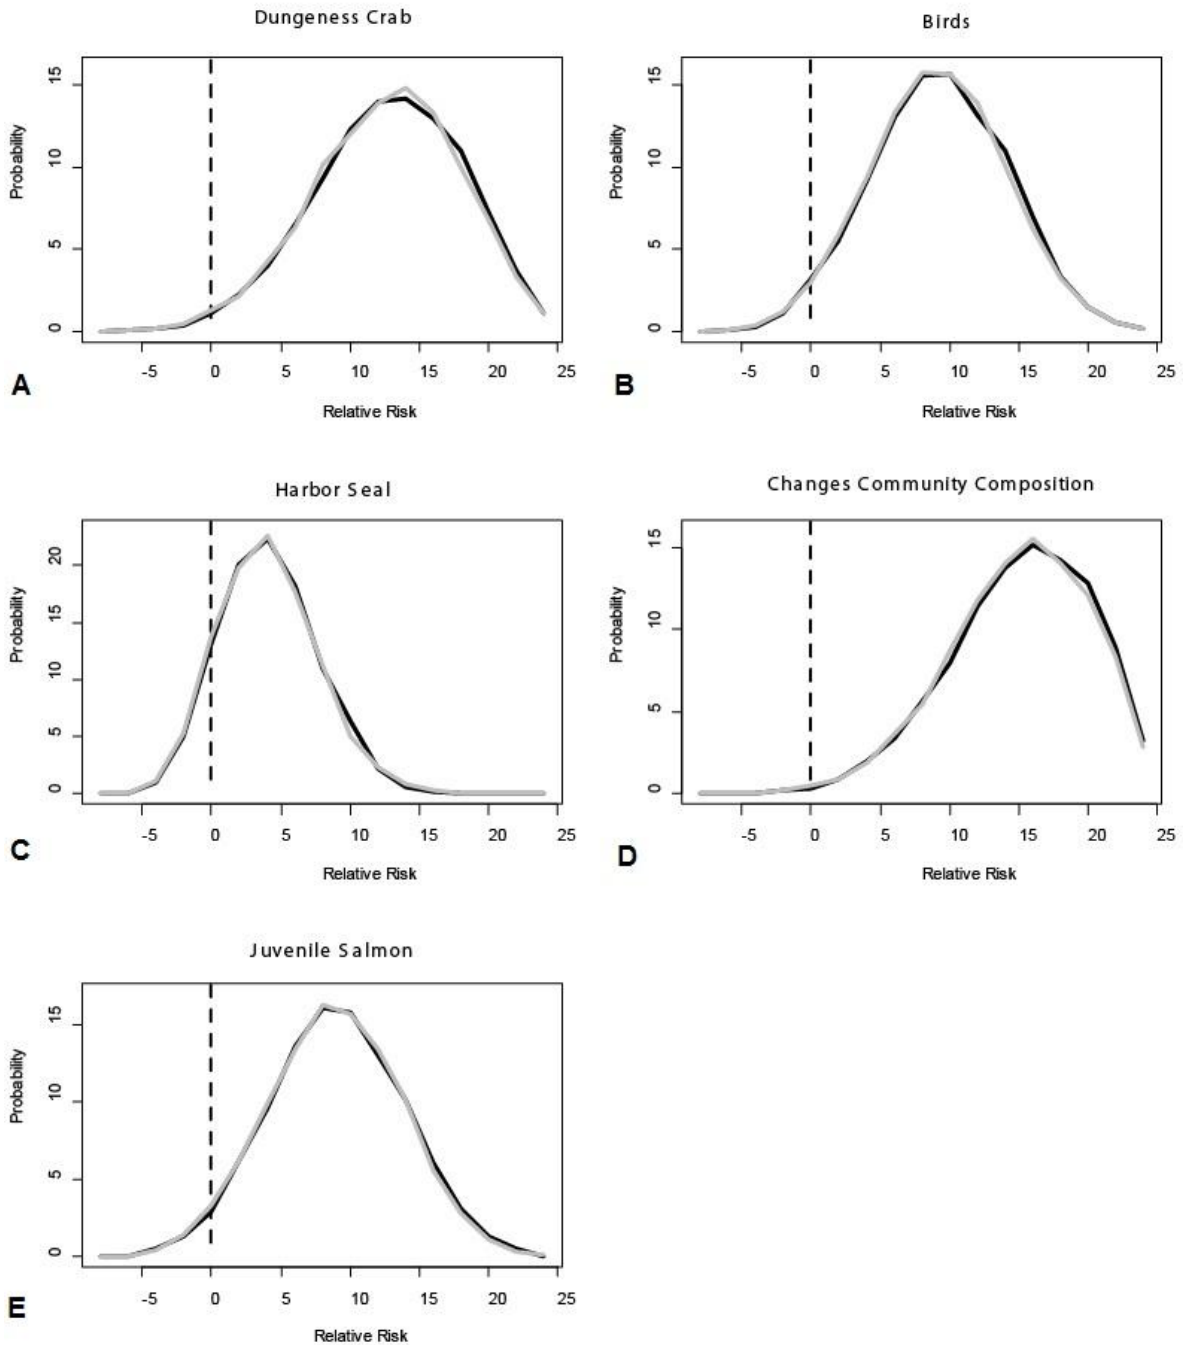 Dungeness Crab
Probability
0 5 10 15
-5 0 5 10 15 20 25
Relative Risk
A
Birds
Probability
0 5 10 15
-5 0 5 10 15 20 25
Relative Risk
B
Harbor Seal
Probability
0 5 10 15 20
-5 0 5 10 15 20 25
Relative Risk
C
Changes Community Composition
Probability
0 5 10 15
-5 0 5 10 15 20 25
Relative Risk
D
Juvenile Salmon
Probability
0 5 10 15
-5 0 5 10 15 20 25
Relative Risk
E